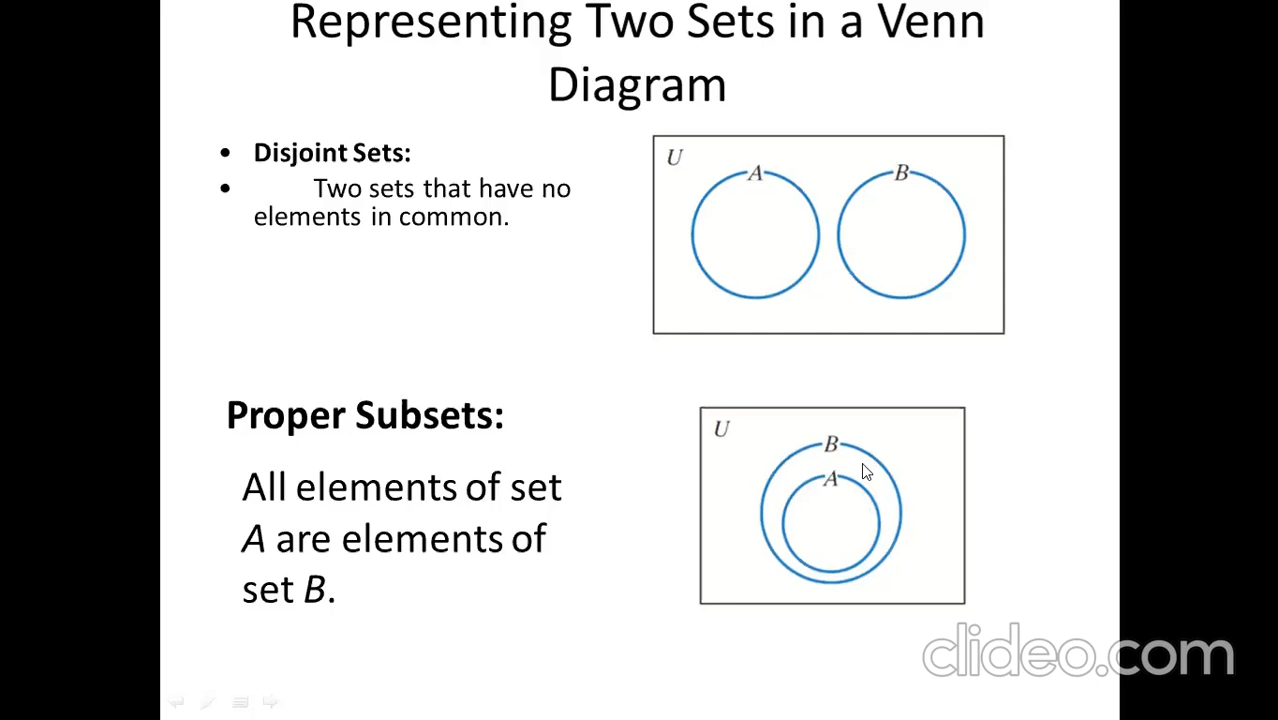 Representing Two Sets in a Venn
Diagram
• Disjoint Sets:
• Two sets that have no
elements in common.
U
A
B
Proper Subsets:
All elements of set
A are elements of
set B.
U
B
A
clideo.com